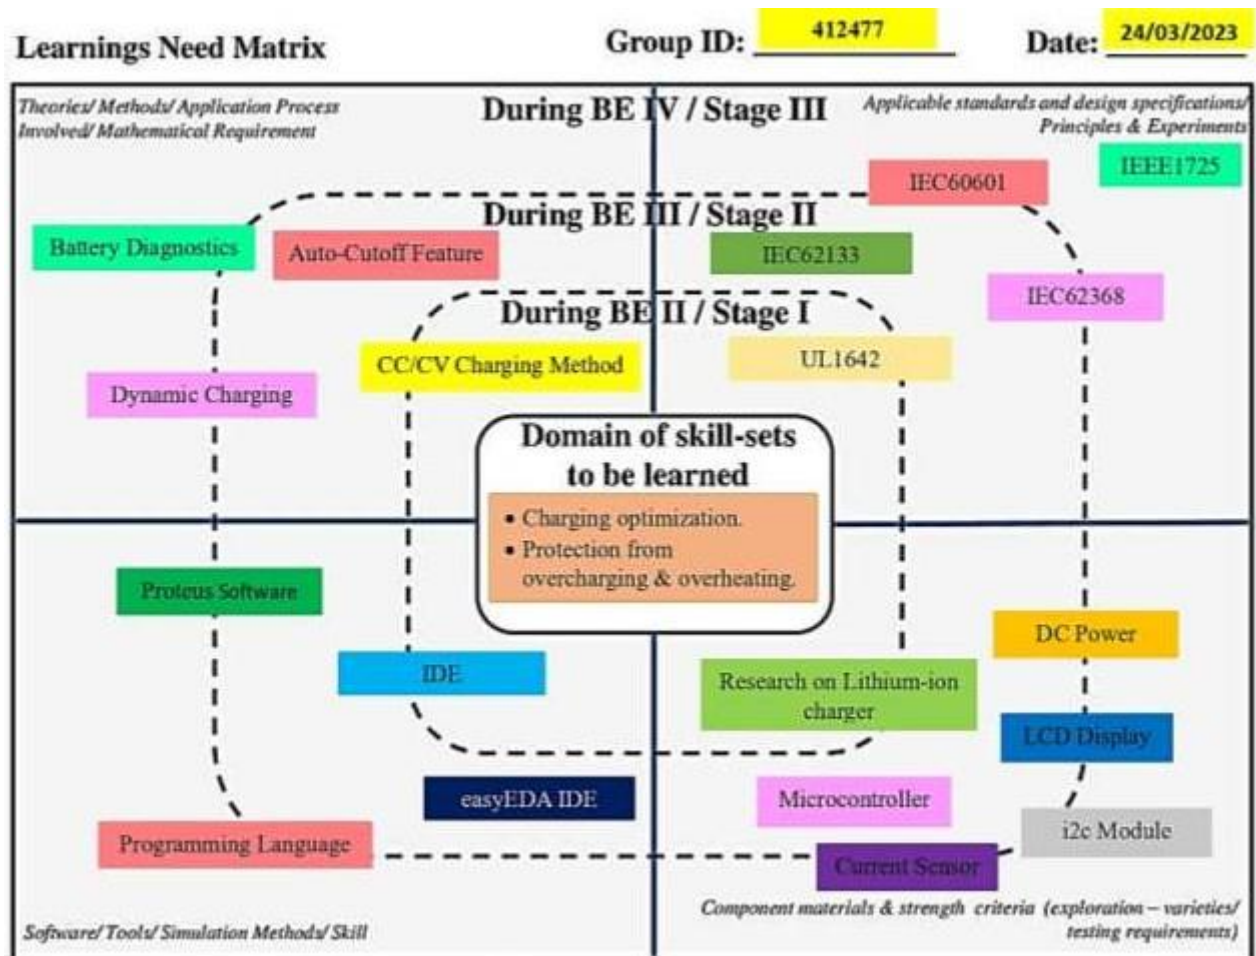 Learnings Need Matrix
Group ID: 412477
Date: 24/03/2023
Theories/ Methods/ Application Process
Involved/ Mathematical Requirement
During BE IV / Stage III
Applicable standards and design specifications/
Principles & Experiments
IEEE1725
IEC60601
During BE III / Stage II
Battery Diagnostics
Auto-Cutoff Feature
IEC62133
IEC62368
During BE II / Stage I
CC/CV Charging Method
UL1642
Dynamic Charging
Domain of skill-sets
to be learned
• Charging optimization.
• Protection from
overcharging & overheating.
Proteus Software
DC Power
IDE
Research on Lithium-ion
charger
LCD Display
easyEDA IDE
Microcontroller
i2c Module
Programming Language
Current Sensor
Component materials & strength criteria (exploration – varieties/
testing requirements)
Software/ Tools/ Simulation Methods/ Skill